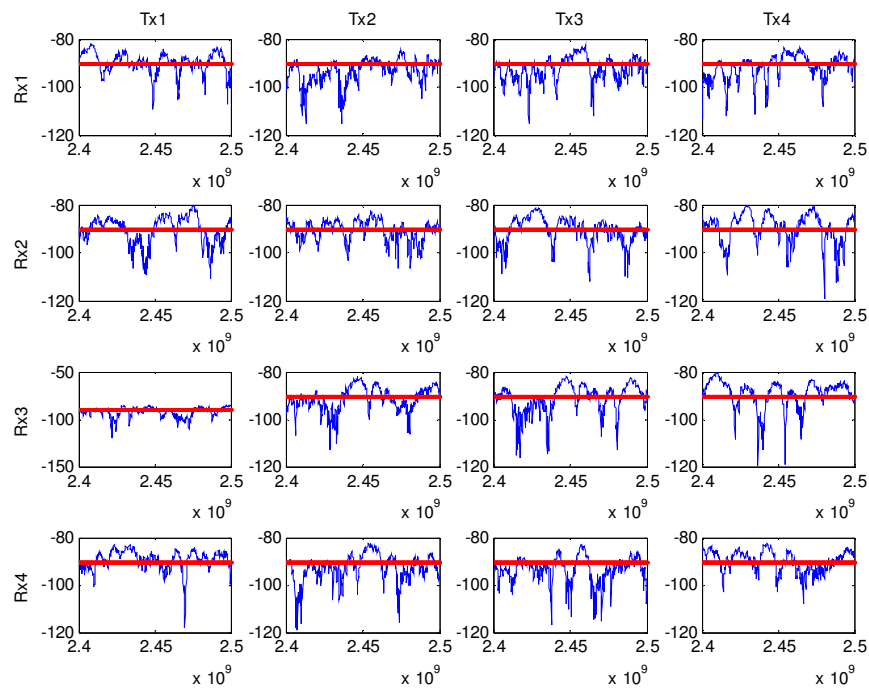 Tx1 Tx2 Tx3 Tx4
Rx1
-80 -80 -80 -80
-100 -100 -100 -100
-120 -120 -120 -120
2.4 2.45 2.5 2.4 2.45 2.5 2.4 2.45 2.5 2.4 2.45 2.5
x 10^9 x 10^9 x 10^9 x 10^9
Rx2
-80 -80 -80 -80
-100 -100 -100 -100
-120 -120 -120 -120
2.4 2.45 2.5 2.4 2.45 2.5 2.4 2.45 2.5 2.4 2.45 2.5
x 10^9 x 10^9 x 10^9 x 10^9
Rx3
-50 -80 -80 -80
-100 -100 -100 -100
-150 -120 -120 -120
2.4 2.45 2.5 2.4 2.45 2.5 2.4 2.45 2.5 2.4 2.45 2.5
x 10^9 x 10^9 x 10^9 x 10^9
Rx4
-80 -80 -80 -80
-100 -100 -100 -100
-120 -120 -120 -120
2.4 2.45 2.5 2.4 2.45 2.5 2.4 2.45 2.5 2.4 2.45 2.5
x 10^9 x 10^9 x 10^9 x 10^9